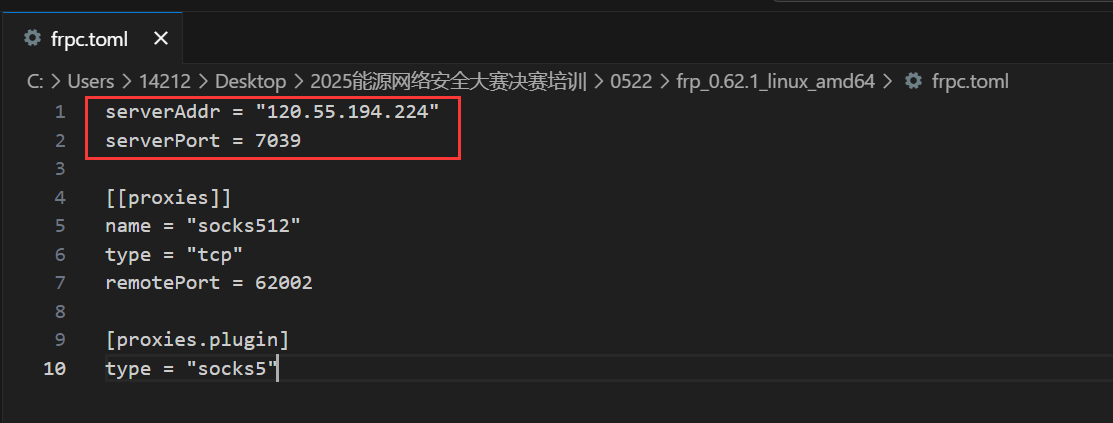 frpc.toml
C: > Users > 14212 > Desktop > 2025能源网络安全大赛决赛培训 > 0522 > frp_0.62.1_linux_amd64 > frpc.toml
1 serverAddr = "120.55.194.224"
2 serverPort = 7039
3
4 [[proxies]]
5 name = "socks512"
6 type = "tcp"
7 remotePort = 62002
8
9 [proxies.plugin]
10 type = "socks5"